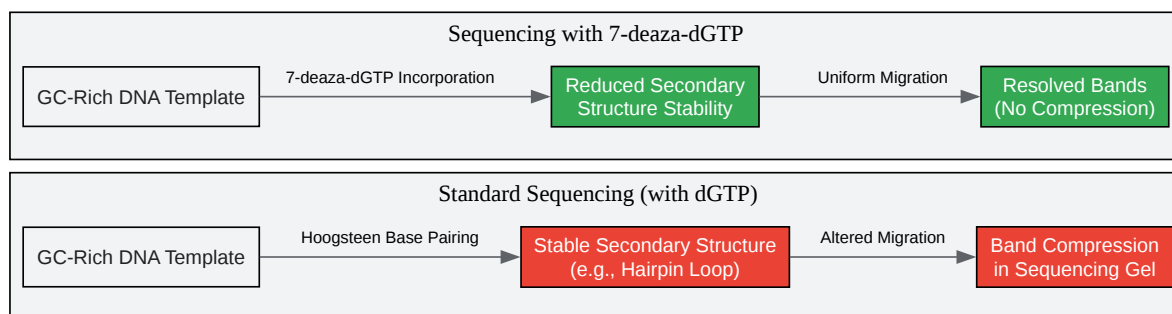 Sequencing with 7-deaza-dGTP
GC-Rich DNA Template
7-deaza-dGTP Incorporation
Reduced Secondary
Structure Stability
Uniform Migration
Resolved Bands
(No Compression)
Standard Sequencing (with dGTP)
GC-Rich DNA Template
Hoogsteen Base Pairing
Stable Secondary Structure
(e.g., Hairpin Loop)
Altered Migration
Band Compression
in Sequencing Gel